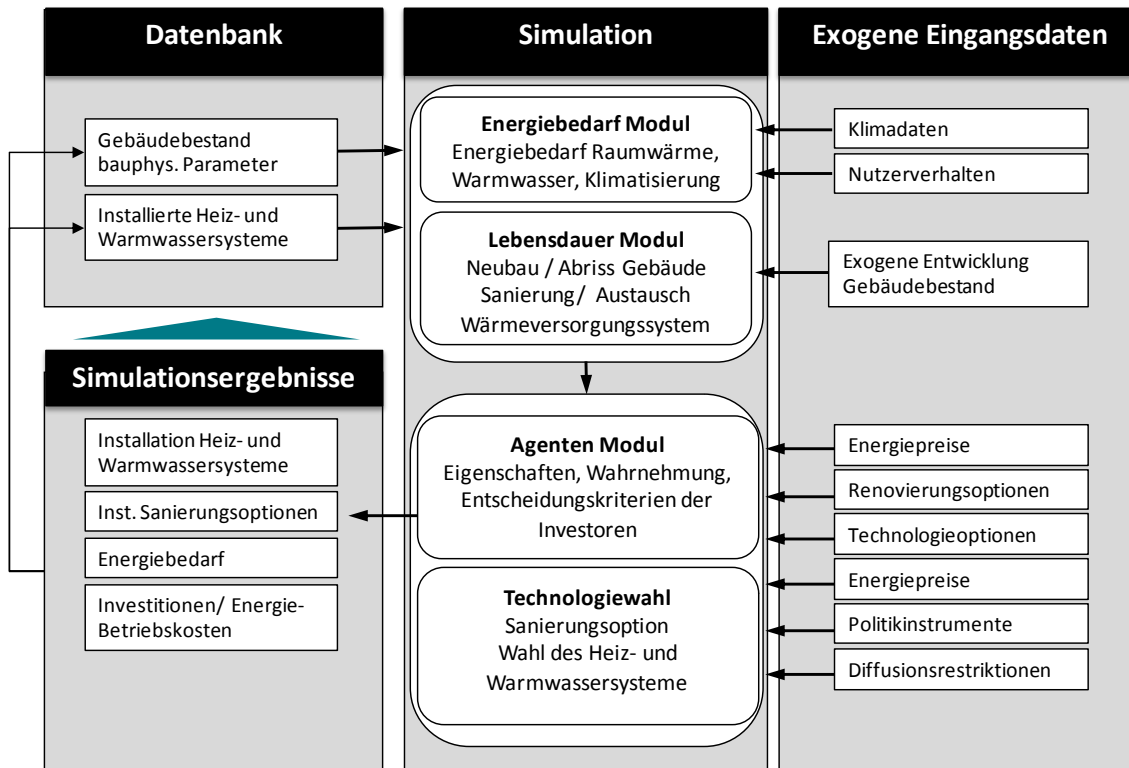 Datenbank
Gebäudebestand
bauphys. Parameter
Installierte Heiz- und
Warmwassersysteme
Simulationsergebnisse
Installation Heiz- und
Warmwassersysteme
Inst. Sanierungsoptionen
Energiebedarf
Investitionen/ Energie-
Betriebskosten
Simulation
Energiebedarf Modul
Energiebedarf Raumwärme,
Warmwasser, Klimatisierung
Lebensdauer Modul
Neubau / Abriss Gebäude
Sanierung/ Austausch
Wärmeversorgungssystem
Agenten Modul
Eigenschaften, Wahrnehmung,
Entscheidungskriterien der
Investoren
Technologiewahl
Sanierungsoption
Wahl des Heiz- und
Warmwassersysteme
Exogene Eingangsdaten
Klimadaten
Nutzerverhalten
Exogene Entwicklung
Gebäudebestand
Energiepreise
Renovierungsoptionen
Technologieoptionen
Energiepreise
Politikinstrumente
Diffusionsrestriktionen